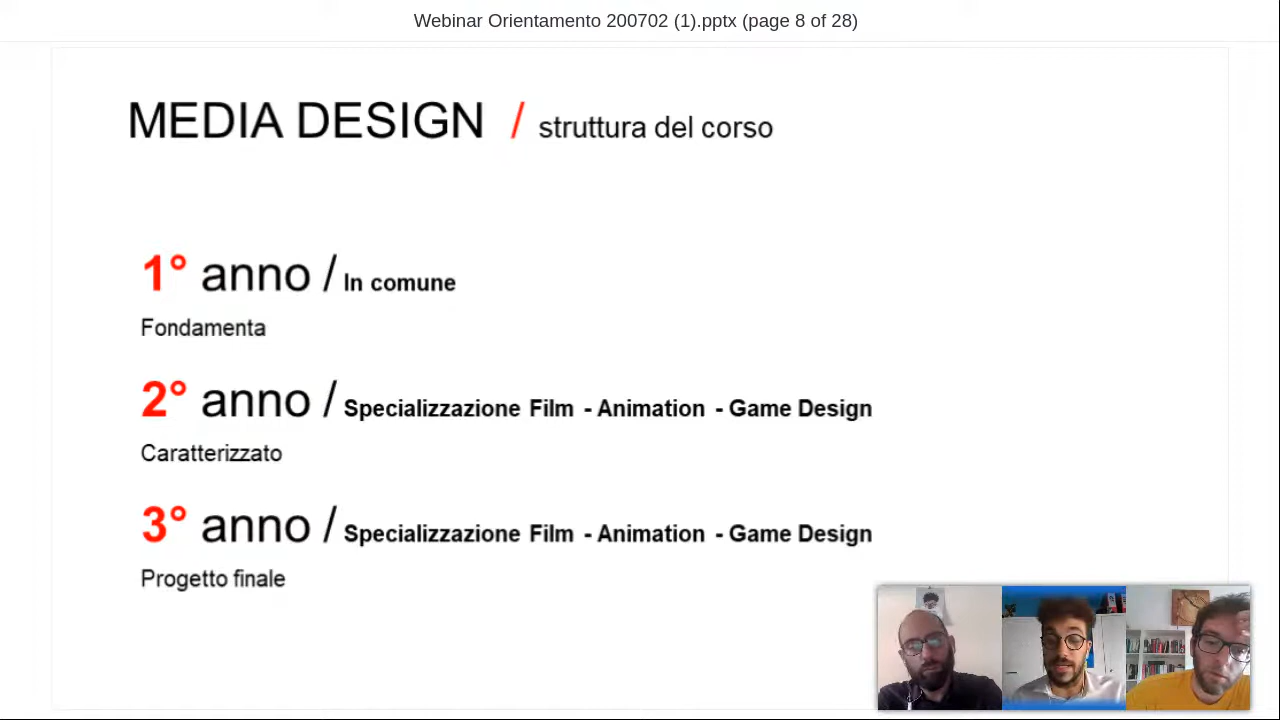 Webinar Orientamento 200702 (1).pptx (page 8 of 28)
MEDIA DESIGN / struttura del corso
1° anno / In comune
Fondamenta
2° anno / Specializzazione Film - Animation - Game Design
Caratterizzato
3° anno / Specializzazione Film - Animation - Game Design
Progetto finale